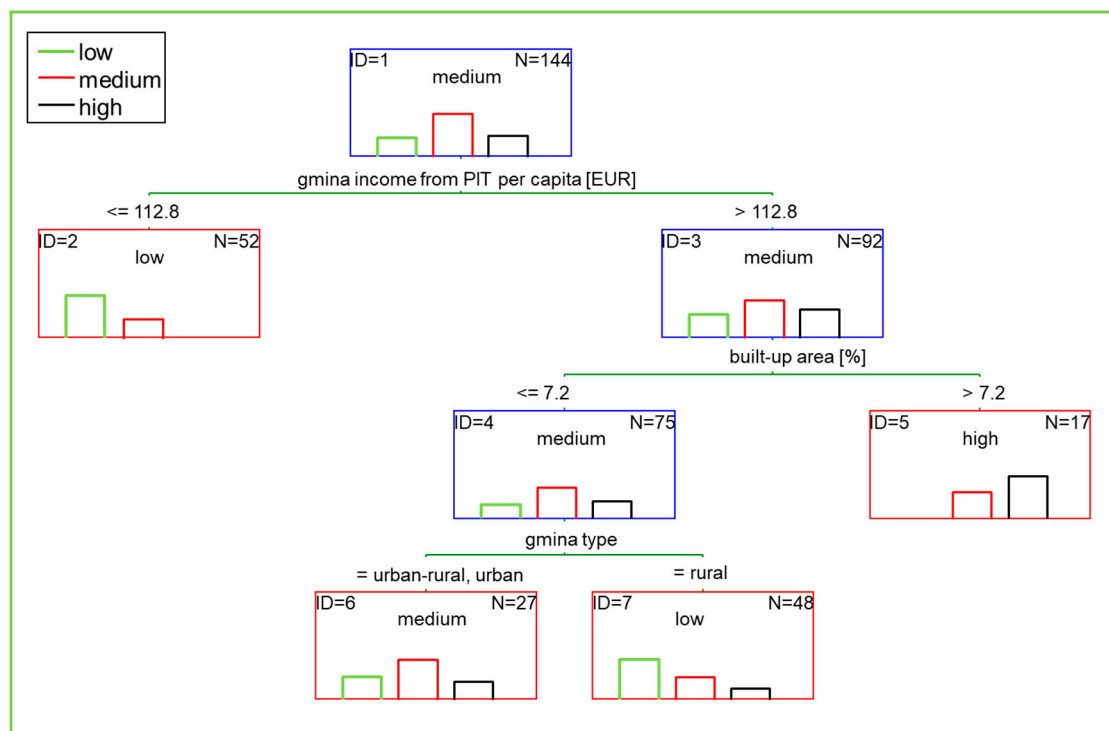 low
medium
high
ID=1 N=144
medium
gmina income from PIT per capita [EUR]
<= 112.8 > 112.8
ID=2 N=52
low
ID=3 N=92
medium
built-up area [%]
<= 7.2 > 7.2
ID=4 N=75
medium
ID=5 N=17
high
gmina type
= urban-rural, urban = rural
ID=6 N=27
medium
ID=7 N=48
low